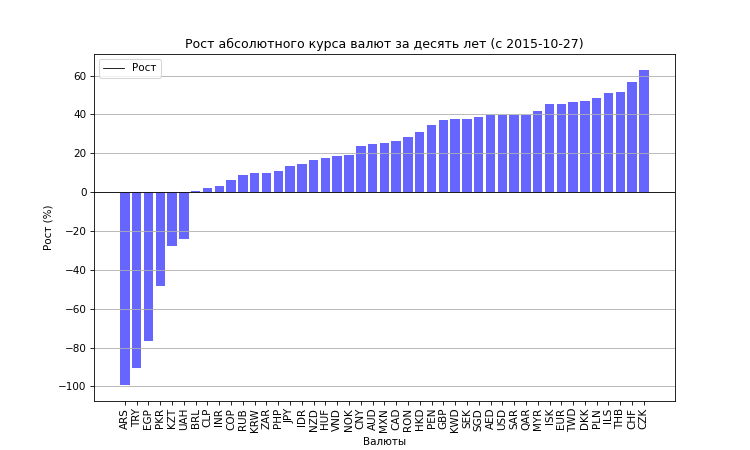 Рост абсолютного курса валют за десять лет (с 2015-10-27)
Рост
60
40
20
0
−20
−40
−60
−80
−100
Рост (%)
ARS TRY EGP PKR KZT UAH BRL CLP INR COP RUB KRW ZAR PHP JPY IDR NZD HUF VND NOK CNY AUD MXN CAD RON HKD PEN GBP KWD SEK SGD AED USD SAR QAR MYR ISK EUR TWD DKK PLN ILS THB CHF CZK
Валюты